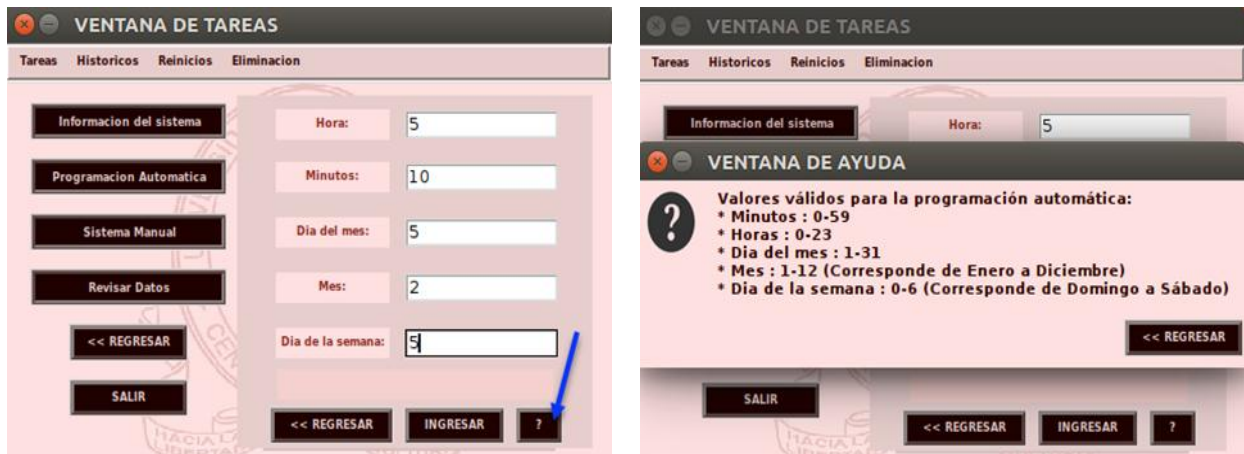 VENTANA DE TAREAS
Tareas Historicos Reinicios Eliminacion
Informacion del sistema
Programacion Automatica
Sistema Manual
Revisar Datos
<< REGRESAR
SALIR
Hora: 5
Minutos: 10
Dia del mes: 5
Mes: 2
Dia de la semana: 5
<< REGRESAR INGRESAR ?
HACIA LA
VENTANA DE TAREAS
Tareas Historicos Reinicios Eliminacion
Informacion del sistema
Hora: 5
VENTANA DE AYUDA
?
Valores válidos para la programación automática:
* Minutos : 0-59
* Horas : 0-23
* Dia del mes : 1-31
* Mes : 1-12 (Corresponde de Enero a Diciembre)
* Dia de la semana : 0-6 (Corresponde de Domingo a Sábado)
<< REGRESAR
SALIR
<< REGRESAR INGRESAR ?
HACIA LA